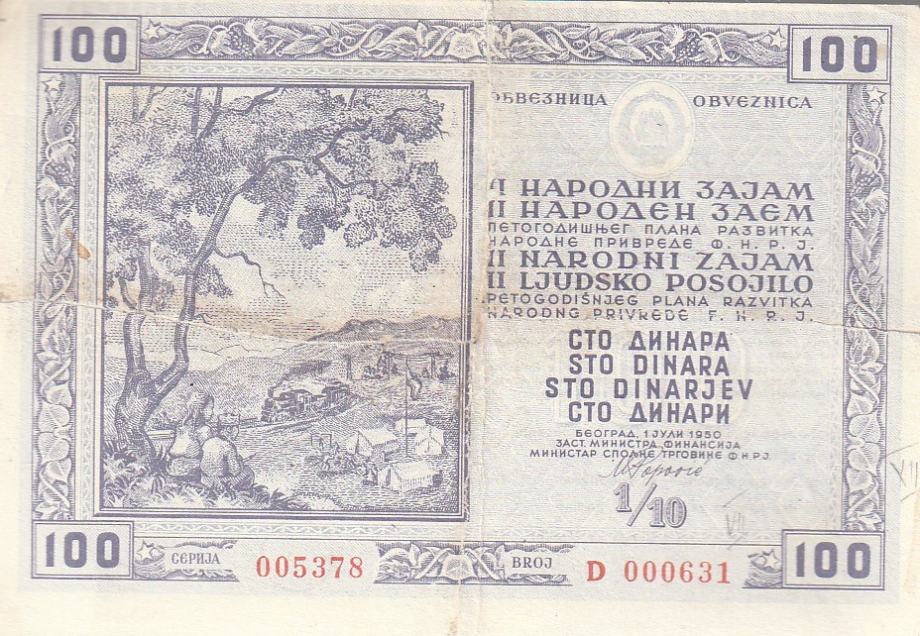 100
100
ОБВЕЗНИЦА OBVEZNICA
II НАРОДНИ ЗАЈАМ
II НАРОДЕН ЗАЕМ
ПЕТОГОДИШЊЕГ ПЛАНА РАЗВИТКА
НАРОДНЕ ПРИВРЕДЕ Ф. Н. Р. Ј.
II NARODNI ZAJAM
II LJUDSKO POSOJILO
PETOGODIŠNJEG PLANA RAZVITKA
NARODNE PRIVREDE F. N. R. J.
СТО ДИНАРА
STO DINARA
STO DINARJEV
СТО ДИНАРИ
БЕОГРАД, 1 ЈУЛИ 1950
ЗАСТ. МИНИСТРА ФИНАНСИЈА
МИНИСТАР СПОЉНЕ ТРГОВИНЕ Ф.Н.Р.Ј.
1/10
VII
100 СЕРИЈА 005378 BROJ D 000631 100